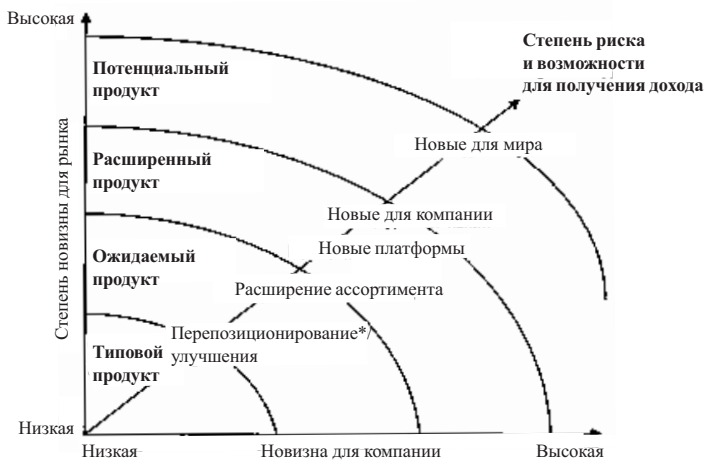 Высокая
Степень риска
и возможности
для получения дохода
Потенциальный
продукт
Новые для мира
Расширенный
продукт
Новые для компании
Новые платформы
Ожидаемый
продукт
Расширение ассортимента
Степень новизны для рынка
Перепозиционирование*/
улучшения
Типовой
продукт
Низкая
Низкая
Новизна для компании
Высокая